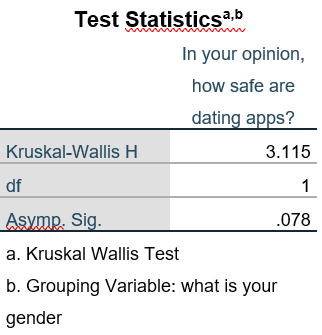 Test Statisticsa,b
In your opinion,
how safe are
dating apps?
Kruskal-Wallis H 3.115
df 1
Asymp. Sig. .078
a. Kruskal Wallis Test
b. Grouping Variable: what is your
gender